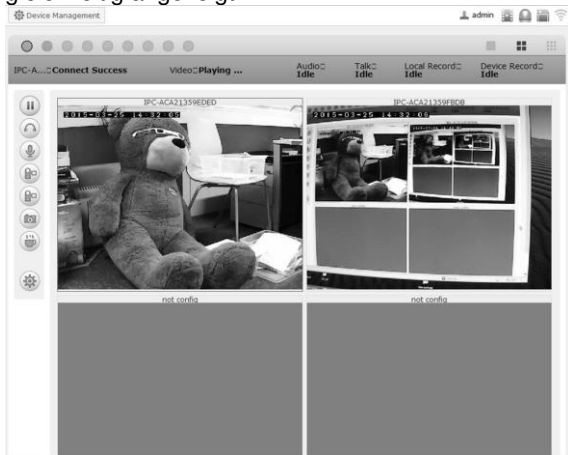 Device Management
admin
IPC-A...: Connect Success Video: Playing ... Audio: Idle Talk: Idle Local Record: Idle Device Record: Idle
IPC-ACA21359EDED
IPC-ACA21359FBDB
2015-03-25 14:32:05
2015-03-25 14:32:06
not config
not config